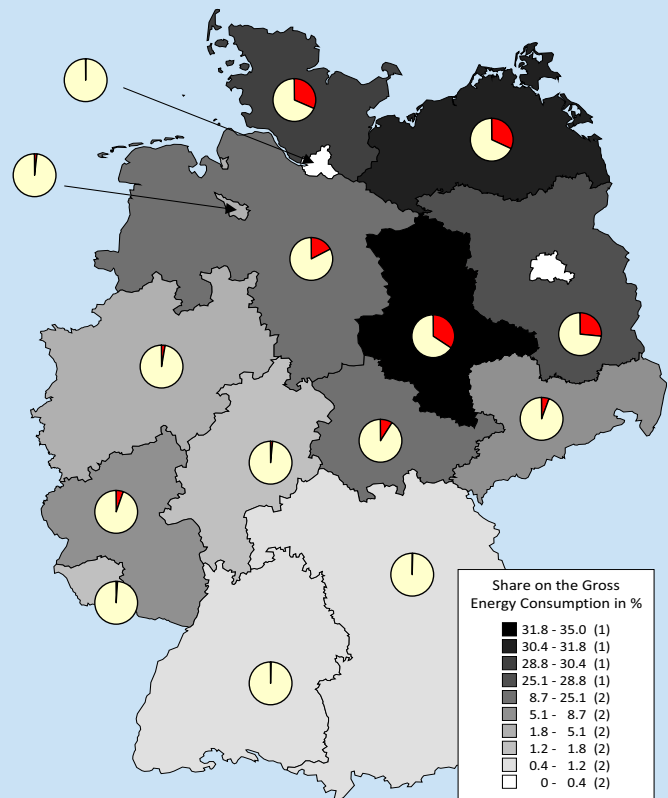 Share on the Gross
Energy Consumption in %
31.8 - 35.0 (1)
30.4 - 31.8 (1)
28.8 - 30.4 (1)
25.1 - 28.8 (1)
8.7 - 25.1 (2)
5.1 - 8.7 (2)
1.8 - 5.1 (2)
1.2 - 1.8 (2)
0.4 - 1.2 (2)
0 - 0.4 (2)